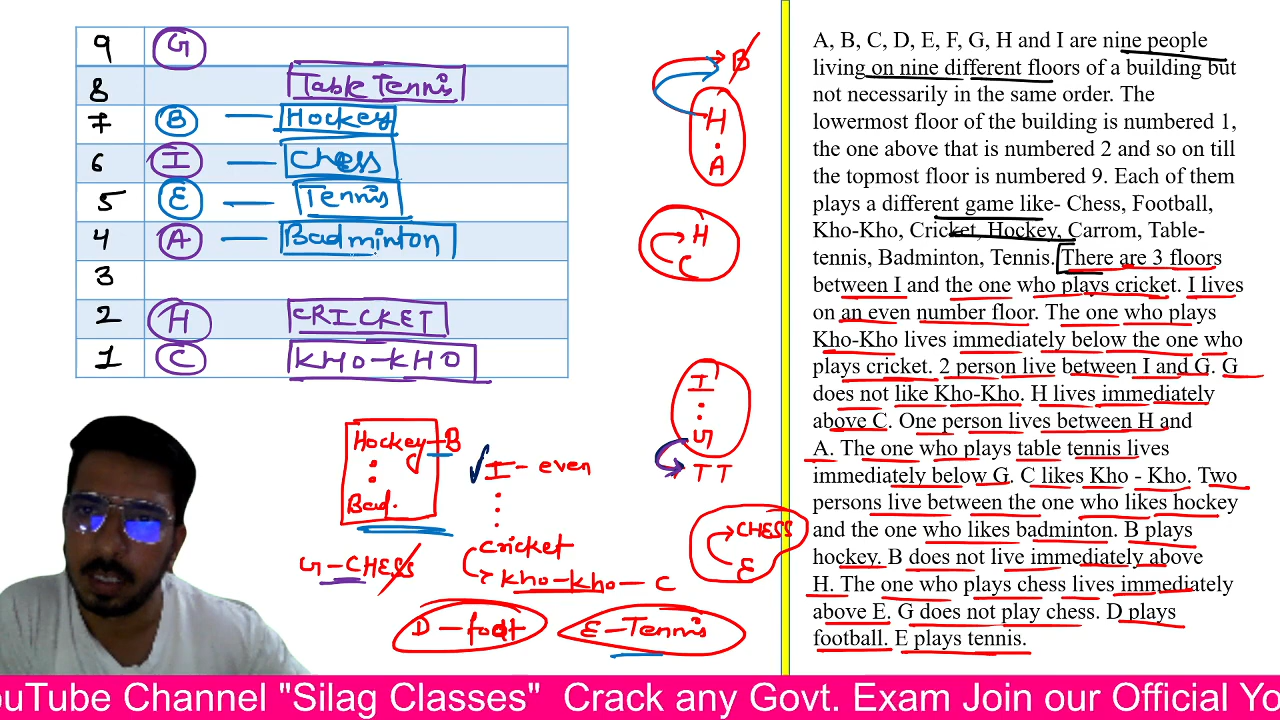 9 G
8 Table Tennis
7 B — Hockey
6 I — Chess
5 E — Tennis
4 A — Badminton
3
2 H CRICKET
1 C KHO-KHO
B
H
A
H
C
I
G
TT
CHESS
E
Hockey-B
Bad.
G-CHESS
I - even
cricket
kho-kho - C
D - foot
E - Tennis
A, B, C, D, E, F, G, H and I are nine people
living on nine different floors of a building but
not necessarily in the same order. The
lowermost floor of the building is numbered 1,
the one above that is numbered 2 and so on till
the topmost floor is numbered 9. Each of them
plays a different game like- Chess, Football,
Kho-Kho, Cricket, Hockey, Carrom, Table-
tennis, Badminton, Tennis. There are 3 floors
between I and the one who plays cricket. I lives
on an even number floor. The one who plays
Kho-Kho lives immediately below the one who
plays cricket. 2 person live between I and G. G
does not like Kho-Kho. H lives immediately
above C. One person lives between H and
A. The one who plays table tennis lives
immediately below G. C likes Kho - Kho. Two
persons live between the one who likes hockey
and the one who likes badminton. B plays
hockey. B does not live immediately above
H. The one who plays chess lives immediately
above E. G does not play chess. D plays
football. E plays tennis.
ouTube Channel "Silag Classes" Crack any Govt. Exam Join our Official Yo